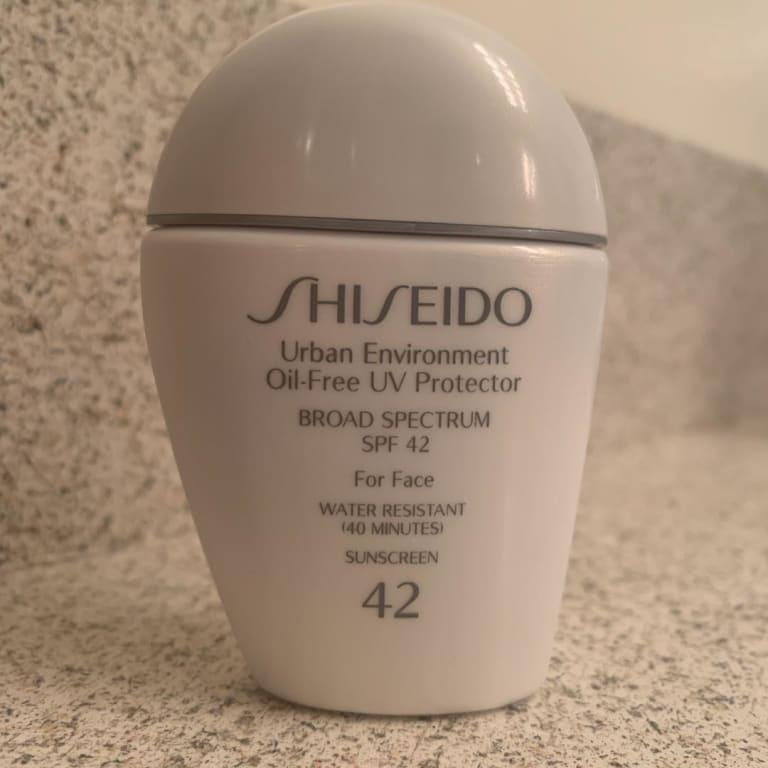 SHISEIDO
Urban Environment
Oil-Free UV Protector
BROAD SPECTRUM
SPF 42
For Face
WATER RESISTANT
(40 MINUTES)
SUNSCREEN
42